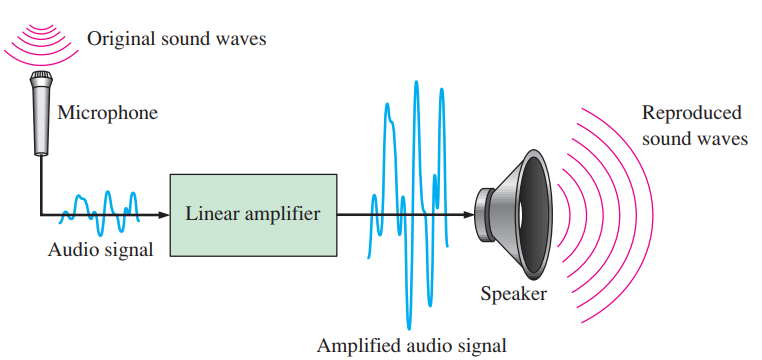 Original sound waves
Microphone
Reproduced
sound waves
Linear amplifier
Audio signal
Speaker
Amplified audio signal